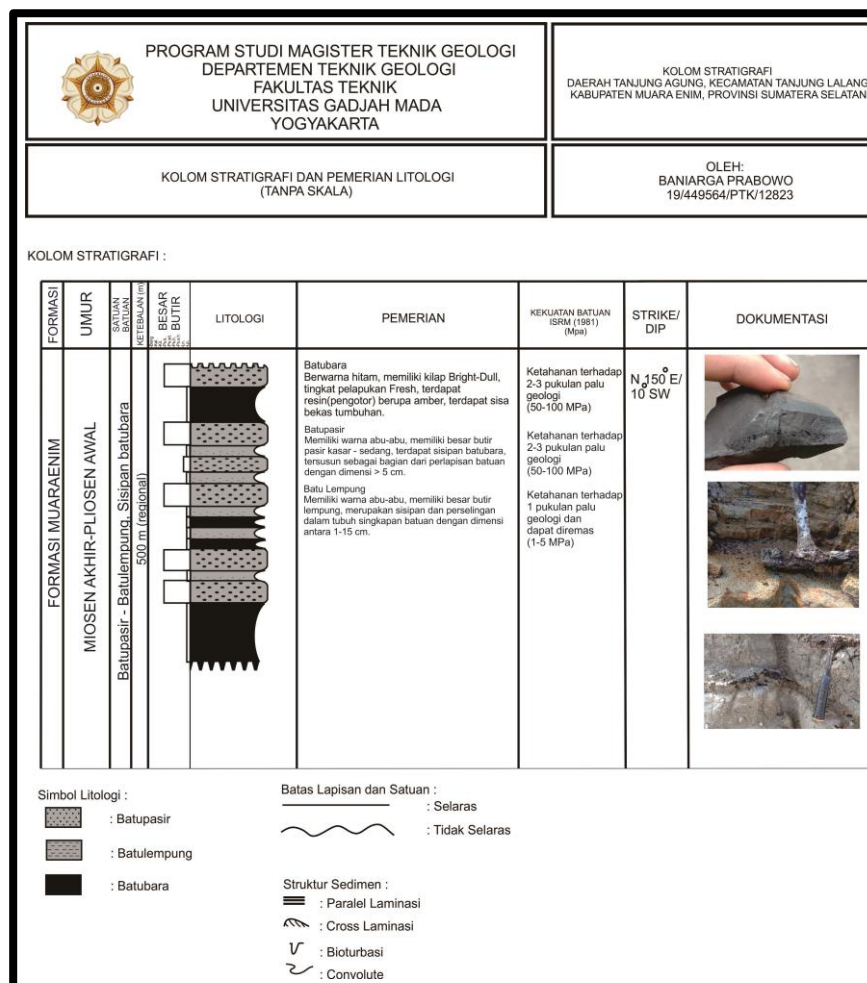 PROGRAM STUDI MAGISTER TEKNIK GEOLOGI
DEPARTEMEN TEKNIK GEOLOGI
FAKULTAS TEKNIK
UNIVERSITAS GADJAH MADA
YOGYAKARTA
KOLOM STRATIGRAFI
DAERAH TANJUNG AGUNG, KECAMATAN TANJUNG LALANG
KABUPATEN MUARA ENIM, PROVINSI SUMATERA SELATAN
KOLOM STRATIGRAFI DAN PEMERIAN LITOLOGI
(TANPA SKALA)
OLEH:
BANIARGA PRABOWO
19/449564/PTK/12823
KOLOM STRATIGRAFI :
FORMASI
UMUR
SATUAN
BATUAN
KETEBALAN (m)
BESAR
BUTIR
LITOLOGI
PEMERIAN
KEKUATAN BATUAN
ISRM (1981)
(Mpa)
STRIKE/
DIP
DOKUMENTASI
FORMASI MUARAENIM
MIOSEN AKHIR-PLIOSEN AWAL
Batupasir - Batulempung, Sisipan batubara
500 m (regional)
Batubara
Berwarna hitam, memiliki kilap Bright-Dull,
tingkat pelapukan Fresh, terdapat
resin(pengotor) berupa amber, terdapat sisa
bekas tumbuhan.
Batupasir
Memiliki warna abu-abu, memiliki besar butir
pasir kasar - sedang, terdapat sisipan batubara,
tersusun sebagai bagian dari perlapisan batuan
dengan dimensi > 5 cm.
Batu Lempung
Memiliki warna abu-abu, memiliki besar butir
lempung, merupakan sisipan dan perselingan
dalam tubuh singkapan batuan dengan dimensi
antara 1-15 cm.
Ketahanan terhadap
2-3 pukulan palu
geologi
(50-100 MPa)
Ketahanan terhadap
2-3 pukulan palu
geologi
(50-100 MPa)
Ketahanan terhadap
1 pukulan palu
geologi dan
dapat diremas
(1-5 MPa)
N 150° E/
10° SW
Simbol Litologi :
: Batupasir
: Batulempung
: Batubara
Batas Lapisan dan Satuan :
: Selaras
: Tidak Selaras
Struktur Sedimen :
: Paralel Laminasi
: Cross Laminasi
: Bioturbasi
: Convolute